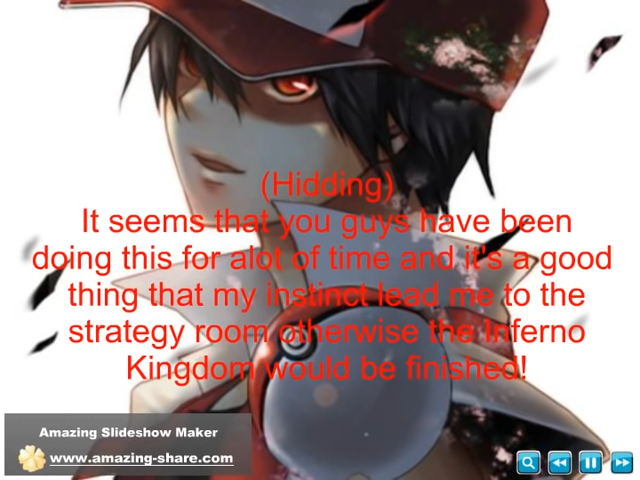 (Hidding)
It seems that you guys have been
doing this for alot of time and it's a good
thing that my instinct lead me to the
strategy room otherwise the Inferno
Kingdom would be finished!
Amazing Slideshow Maker
www.amazing-share.com